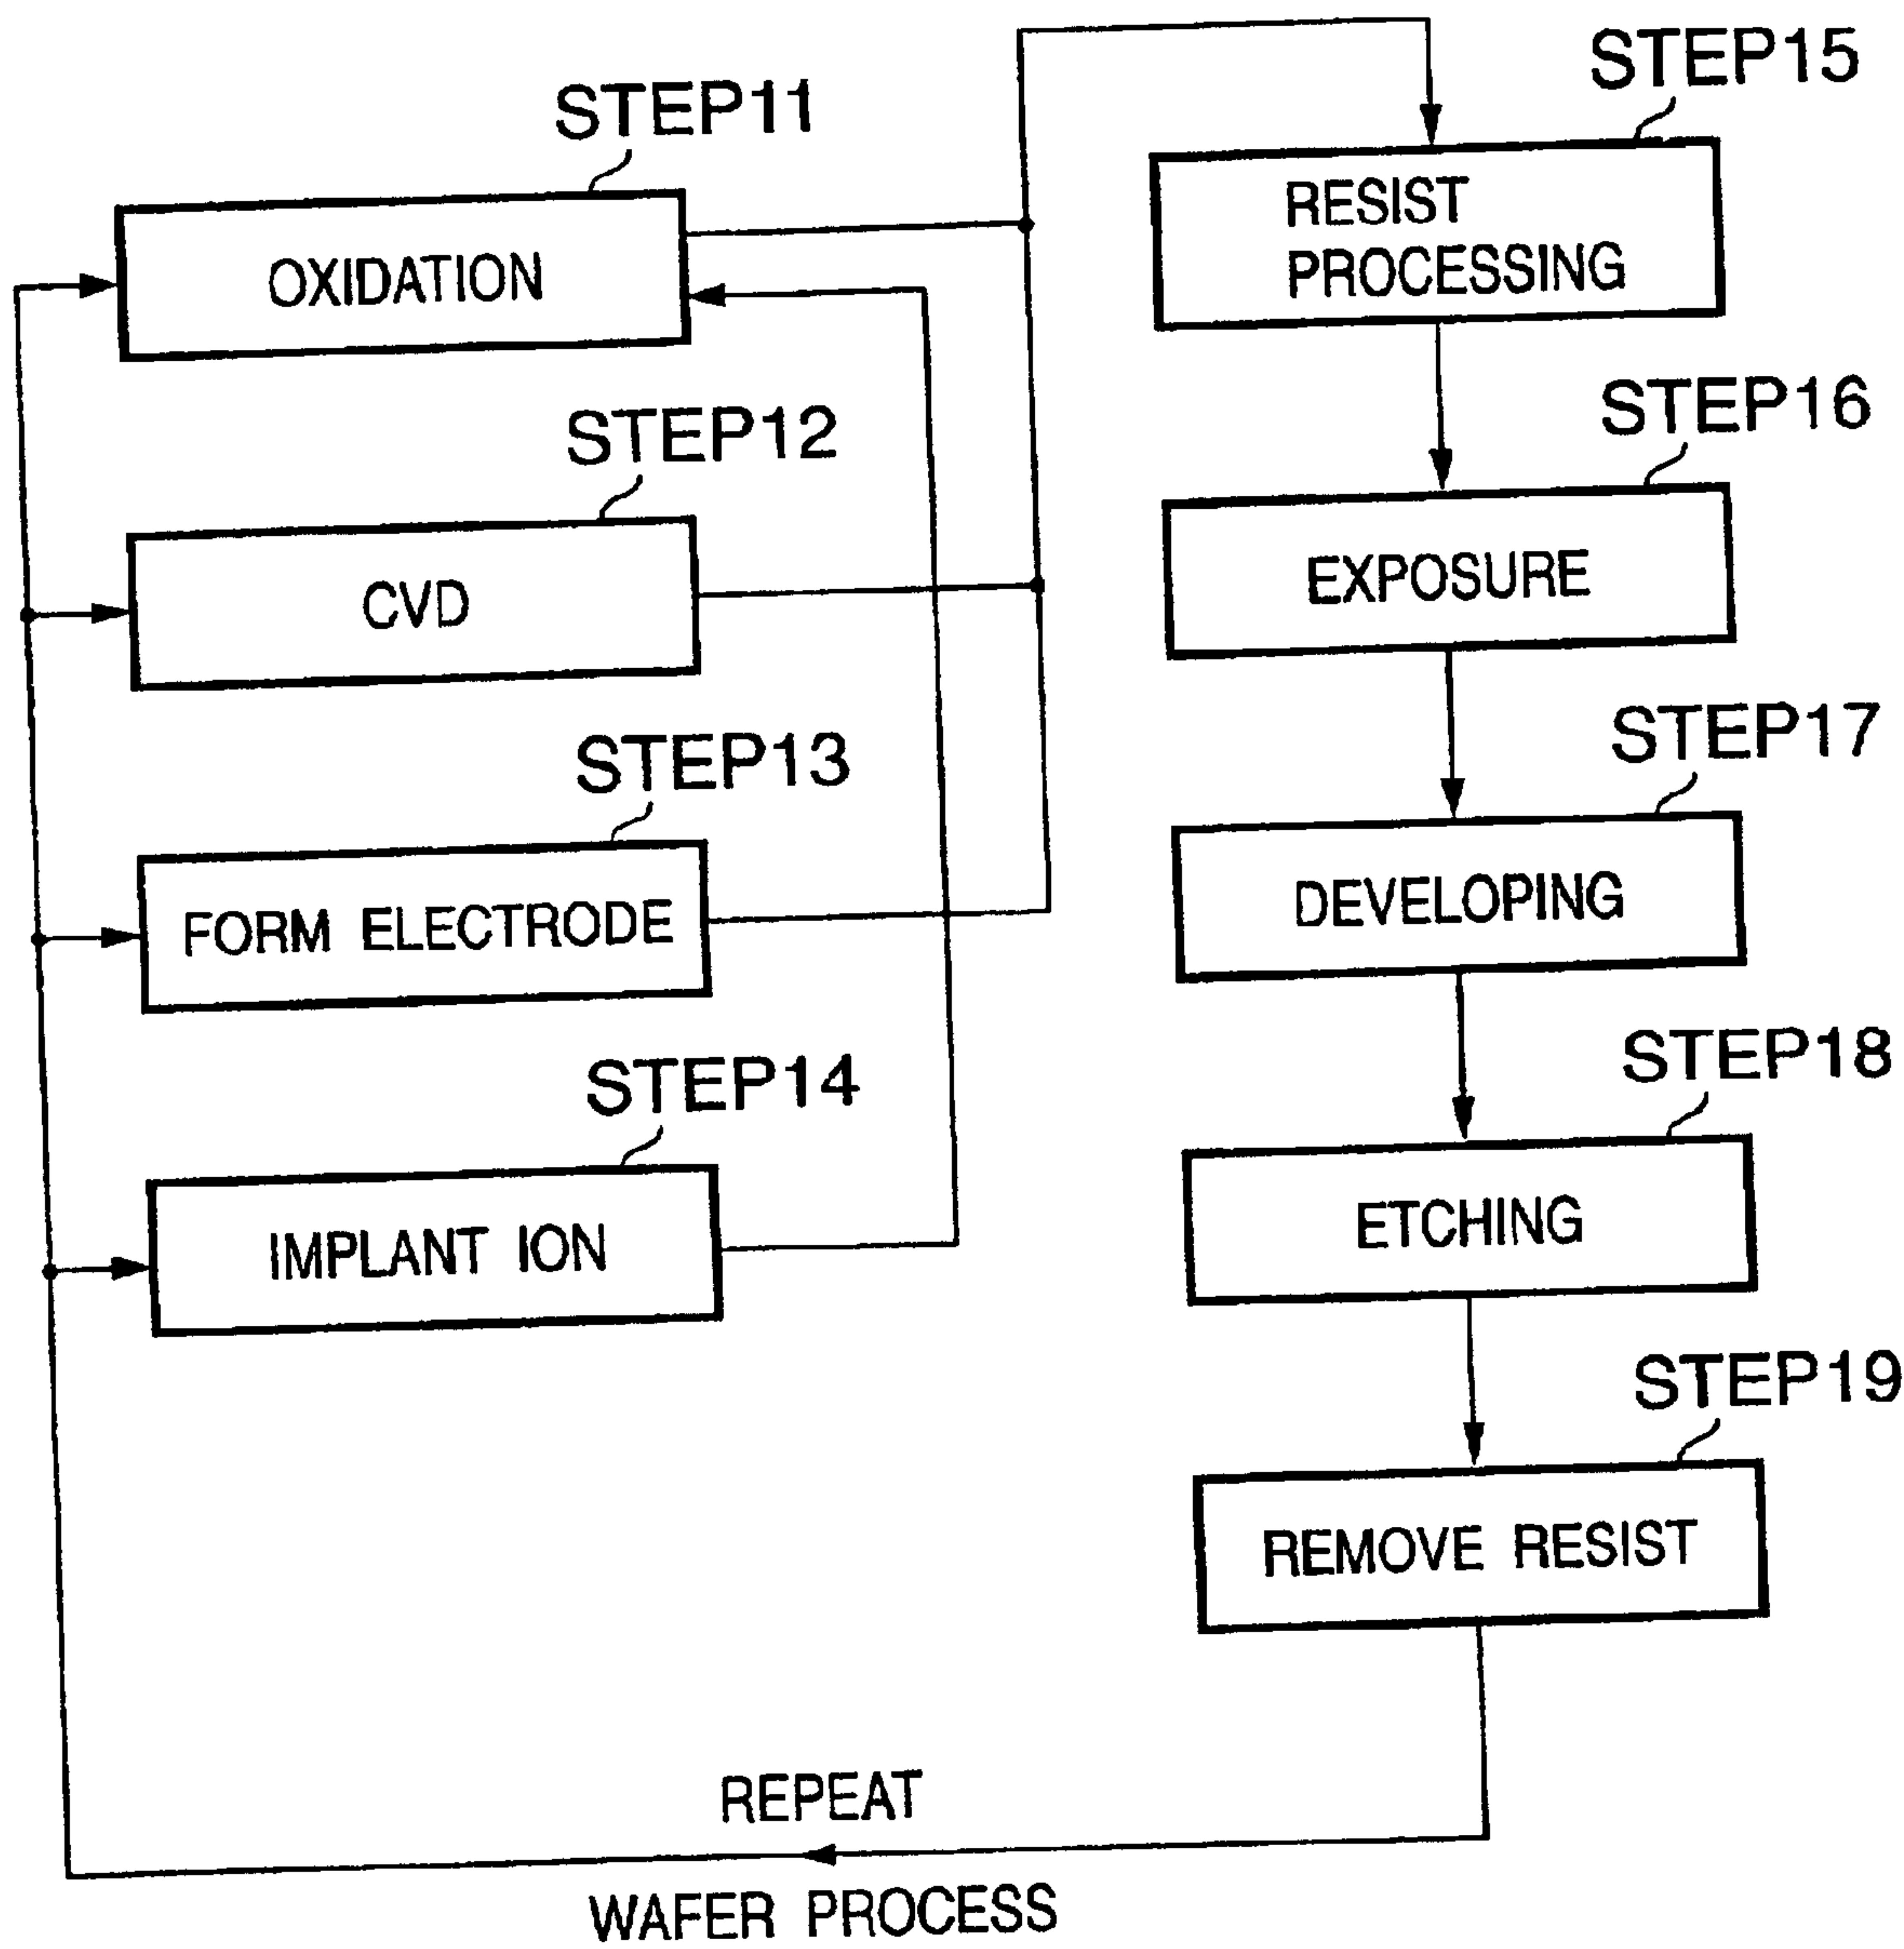 STEP11
OXIDATION
STEP12
CVD
STEP13
FORM ELECTRODE
STEP14
IMPLANT ION
STEP15
RESIST
PROCESSING
STEP16
EXPOSURE
STEP17
DEVELOPING
STEP18
ETCHING
STEP19
REMOVE RESIST
REPEAT
WAFER PROCESS